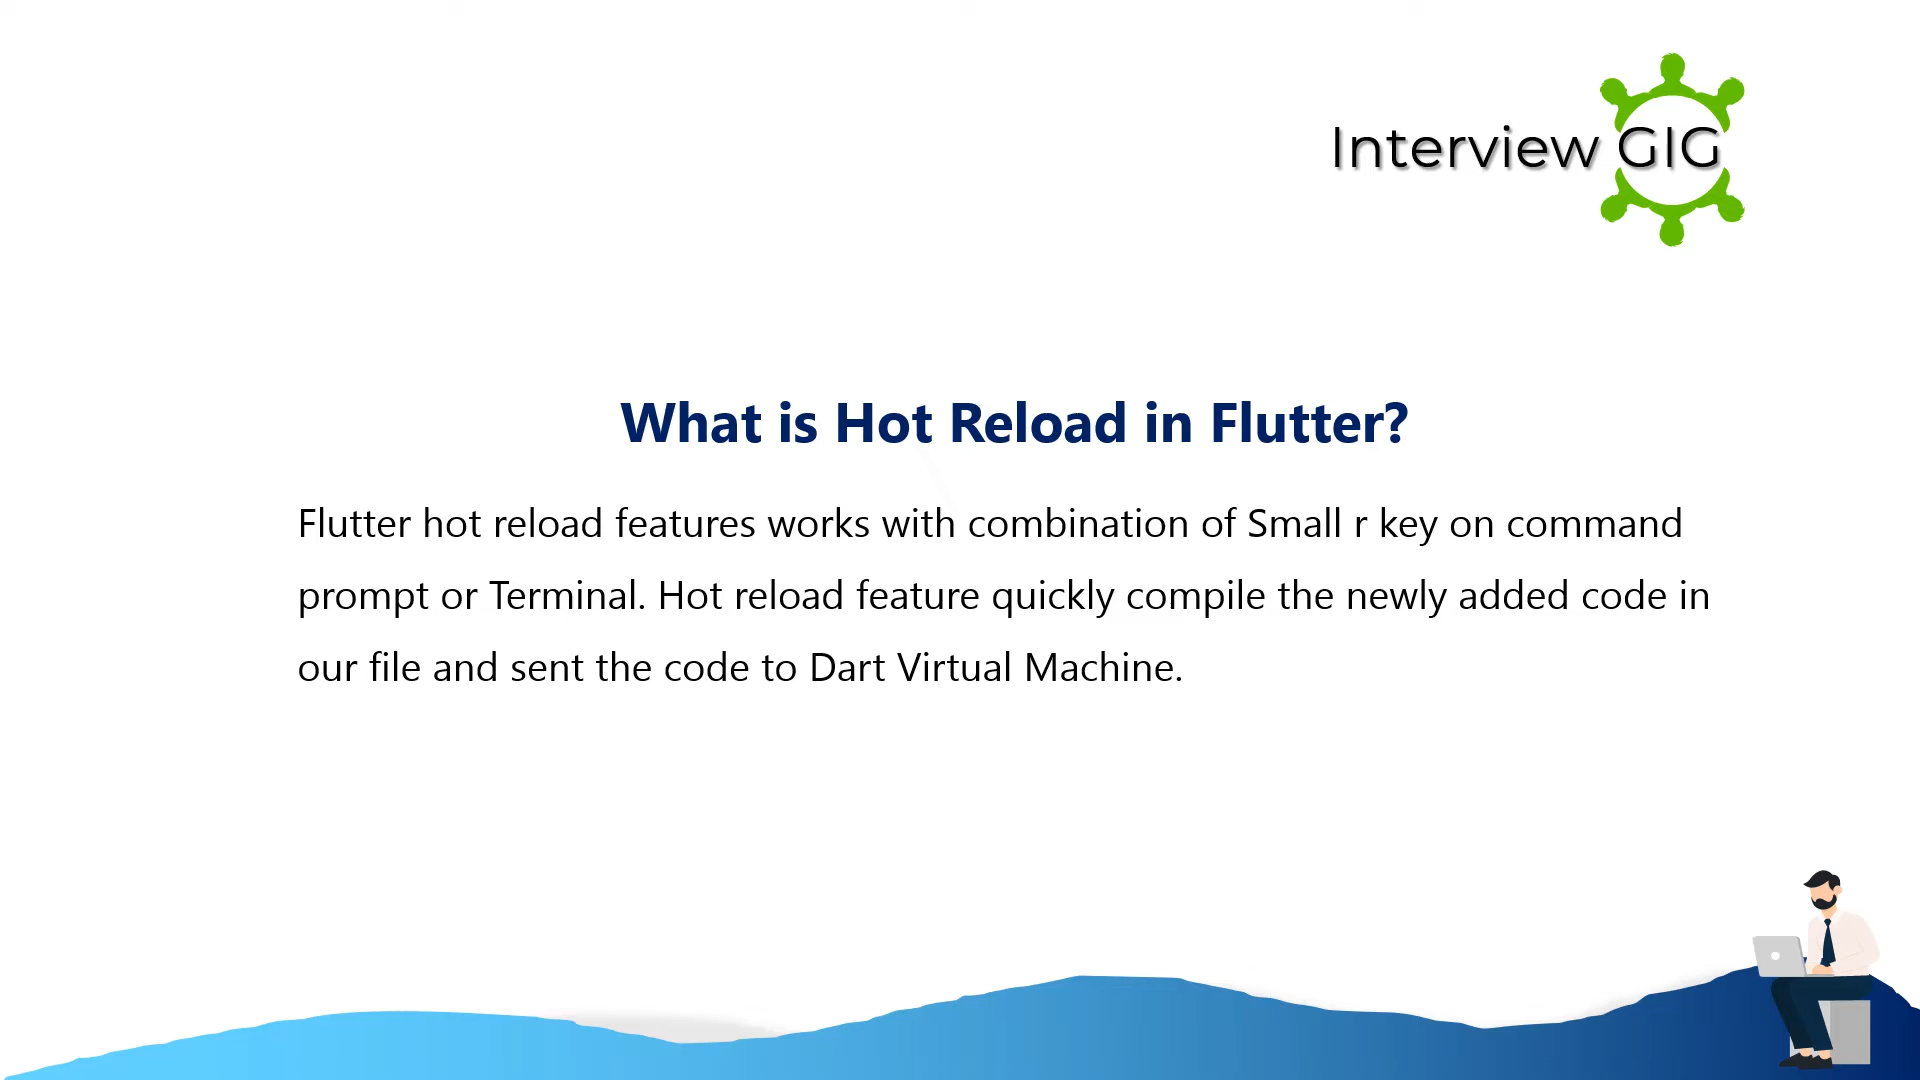 Interview GIG
What is Hot Reload in Flutter?
Flutter hot reload features works with combination of Small r key on command
prompt or Terminal. Hot reload feature quickly compile the newly added code in
our file and sent the code to Dart Virtual Machine.